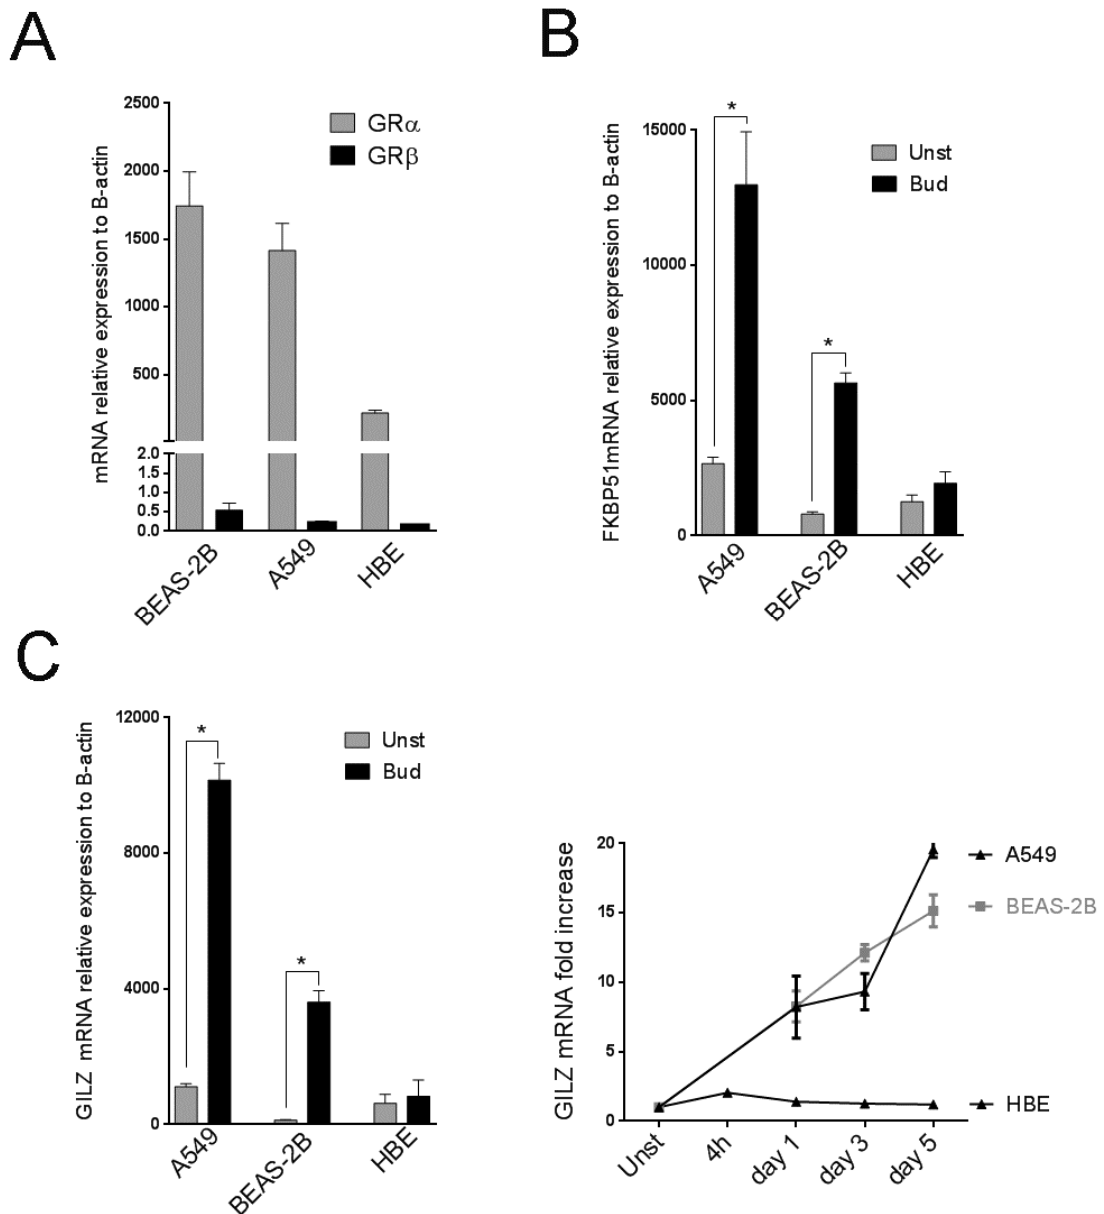 A
mRNA relative expression to B-actin
2500
2000
1500
1000
500
2.0
1.5
1.0
0.5
0.0
GRα
GRβ
BEAS-2B
A549
HBE
B
FKBP51mRNA relative expression to B-actin
15000
10000
5000
0
*
*
Unst
Bud
A549
BEAS-2B
HBE
C
GILZ mRNA relative expression to B-actin
12000
8000
4000
0
*
*
Unst
Bud
A549
BEAS-2B
HBE
GILZ mRNA fold increase
20
15
10
5
0
A549
BEAS-2B
HBE
Unst
4h
day 1
day 3
day 5